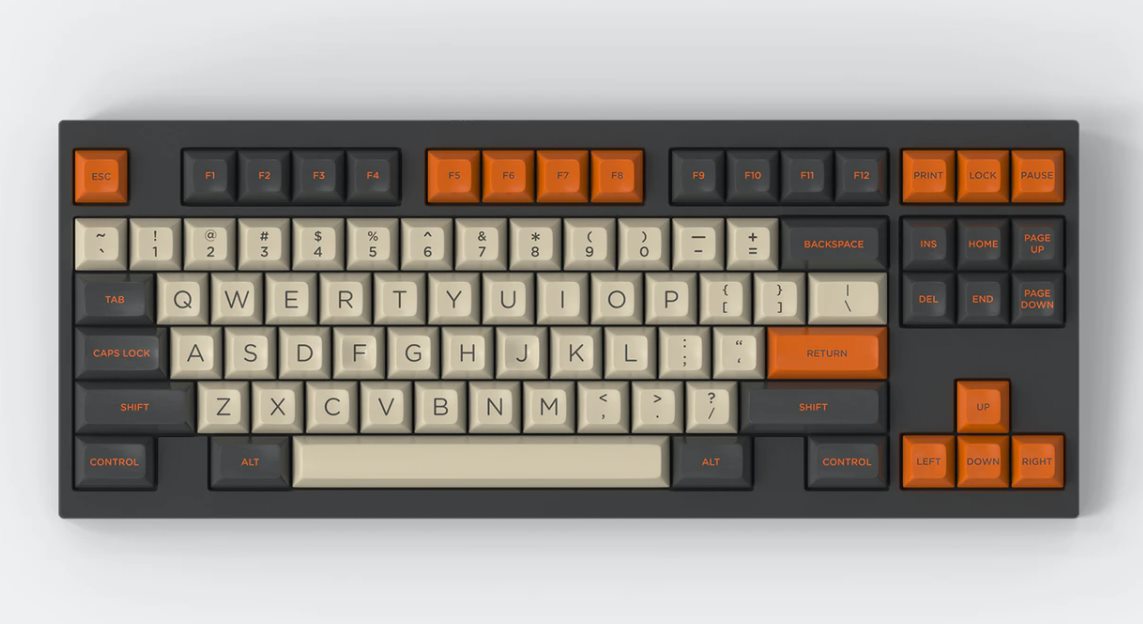 ESC F1 F2 F3 F4 F5 F6 F7 F8 F9 F10 F11 F12 PRINT LOCK PAUSE
~ ! @ # $ % ^ & * ( ) — +
` 1 2 3 4 5 6 7 8 9 0 - = BACKSPACE INS HOME PAGE UP
TAB Q W E R T Y U I O P { } |
[ ] \ DEL END PAGE DOWN
CAPS LOCK A S D F G H J K L : “
; ‘ RETURN
SHIFT Z X C V B N M < > ?
, . / SHIFT UP
CONTROL ALT ALT CONTROL LEFT DOWN RIGHT